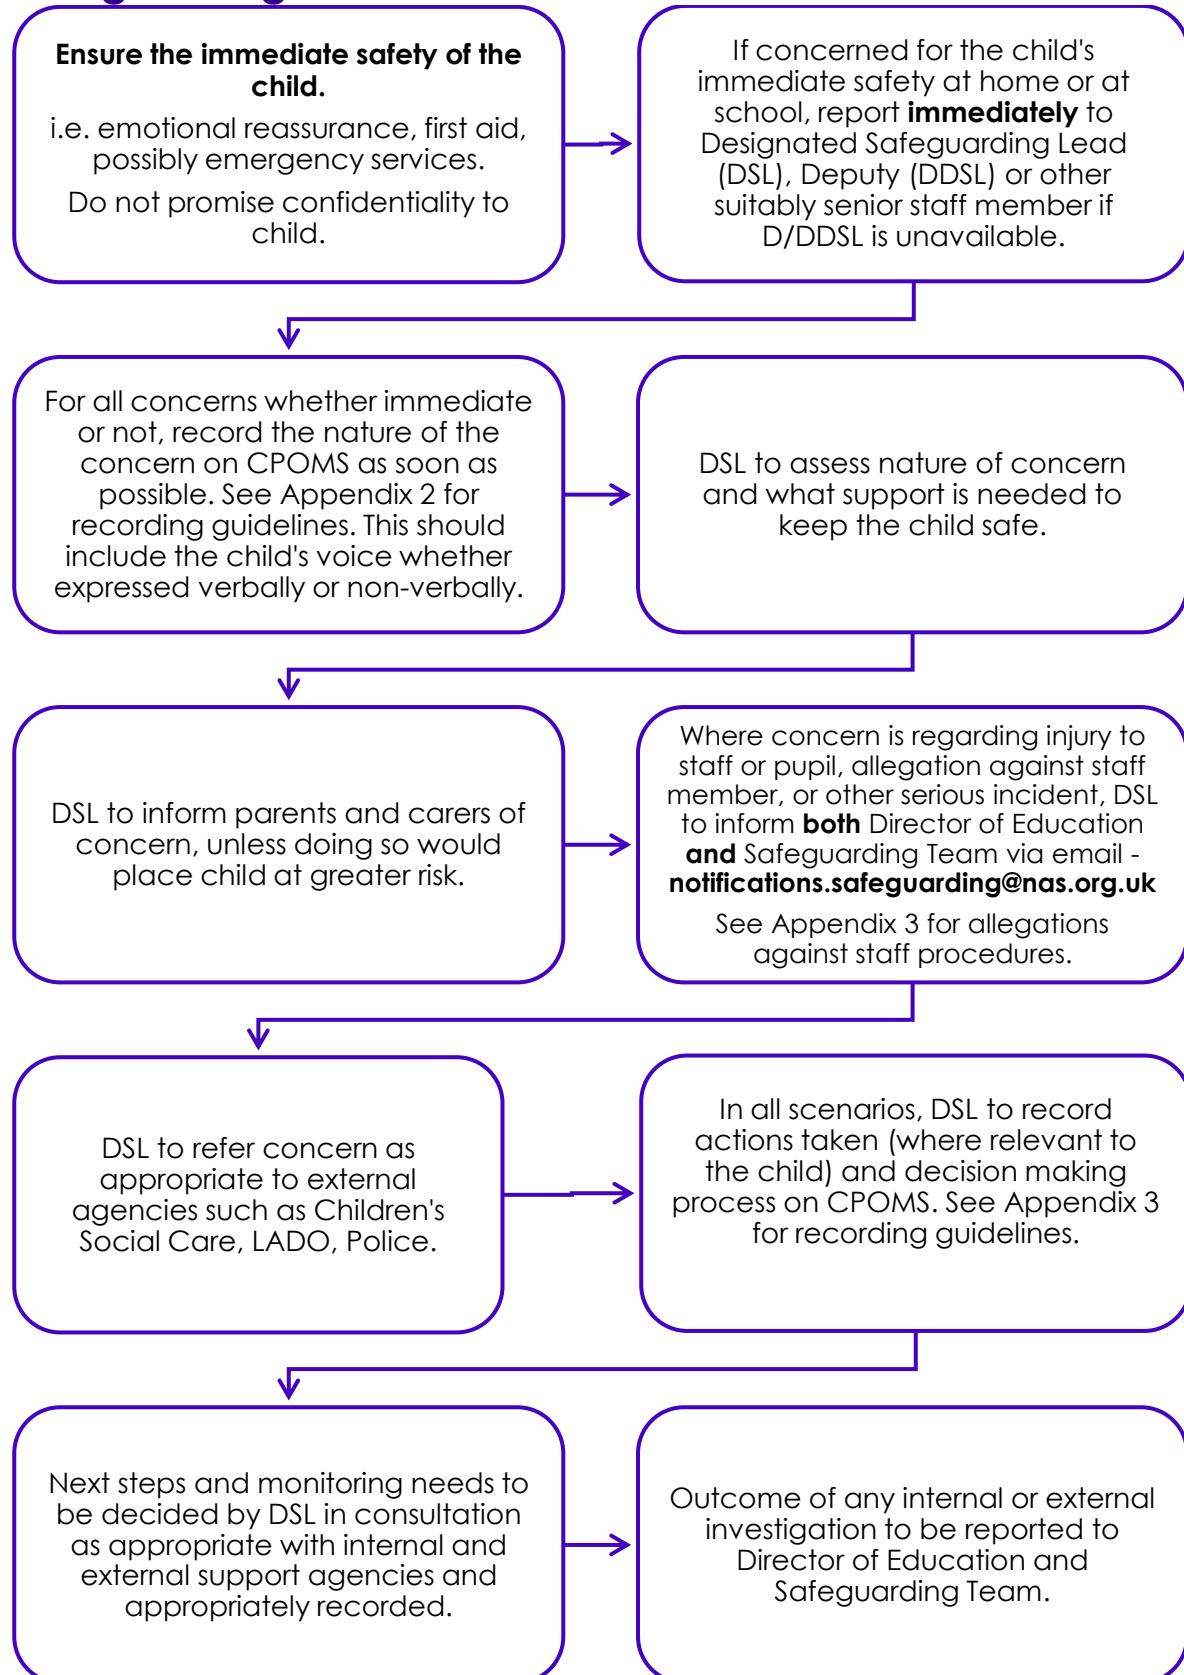 Ensure the immediate safety of the
child.
i.e. emotional reassurance, first aid,
possibly emergency services.
Do not promise confidentiality to
child.
If concerned for the child's
immediate safety at home or at
school, report immediately to
Designated Safeguarding Lead
(DSL), Deputy (DDSL) or other
suitably senior staff member if
D/DDSL is unavailable.
For all concerns whether immediate
or not, record the nature of the
concern on CPOMS as soon as
possible. See Appendix 2 for
recording guidelines. This should
include the child's voice whether
expressed verbally or non-verbally.
DSL to assess nature of concern
and what support is needed to
keep the child safe.
DSL to inform parents and carers of
concern, unless doing so would
place child at greater risk.
Where concern is regarding injury to
staff or pupil, allegation against staff
member, or other serious incident, DSL
to inform both Director of Education
and Safeguarding Team via email -
notifications.safeguarding@nas.org.uk
See Appendix 3 for allegations
against staff procedures.
DSL to refer concern as
appropriate to external
agencies such as Children's
Social Care, LADO, Police.
In all scenarios, DSL to record
actions taken (where relevant to
the child) and decision making
process on CPOMS. See Appendix 3
for recording guidelines.
Next steps and monitoring needs to
be decided by DSL in consultation
as appropriate with internal and
external support agencies and
appropriately recorded.
Outcome of any internal or external
investigation to be reported to
Director of Education and
Safeguarding Team.